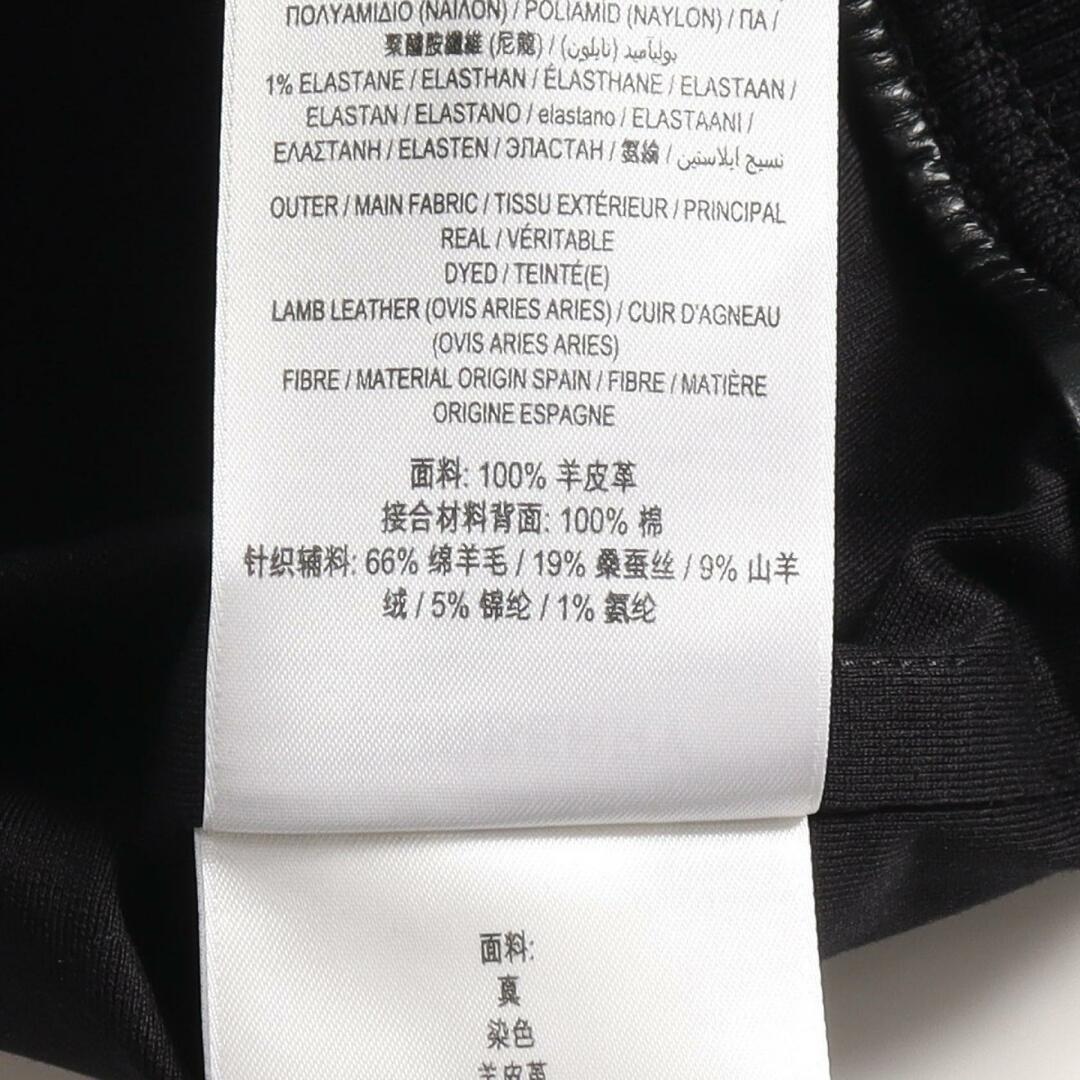 ΠΟΛΥΑΜΙΔΙΟ (ΝΑΪΛΟΝ) / POLIAMID (NAYLON) / ПА /
聚醯胺纖維 (尼龍) / بوليآميد (نايلون) /
1% ELASTANE / ELASTHAN / ÉLASTHANE / ELASTAAN /
ELASTAN / ELASTANO / elastano / ELASTAANI /
ΕΛΑΣΤΑΝΗ / ELASTEN / ЭЛАСТАН / 氨綸 / نسيج ايلاستين
OUTER / MAIN FABRIC / TISSU EXTÉRIEUR / PRINCIPAL
REAL / VÉRITABLE
DYED / TEINTÉ(E)
LAMB LEATHER (OVIS ARIES ARIES) / CUIR D'AGNEAU
(OVIS ARIES ARIES)
FIBRE / MATERIAL ORIGIN SPAIN / FIBRE / MATIÈRE
ORIGINE ESPAGNE
面料: 100% 羊皮革
接合材料背面: 100% 棉
针织辅料: 66% 绵羊毛 / 19% 桑蚕丝 / 9% 山羊
绒 / 5% 锦纶 / 1% 氨纶
面料:
真
染色
羊皮革